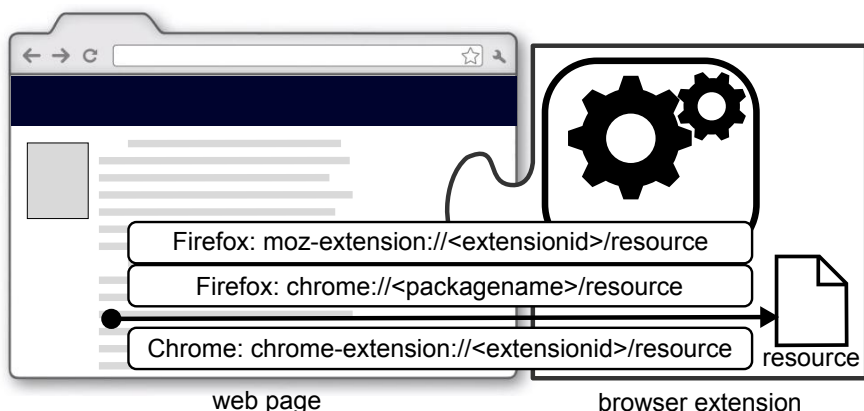 Firefox: moz-extension://<extensionid>/resource
Firefox: chrome://<packagename>/resource
Chrome: chrome-extension://<extensionid>/resource
resource
web page
browser extension